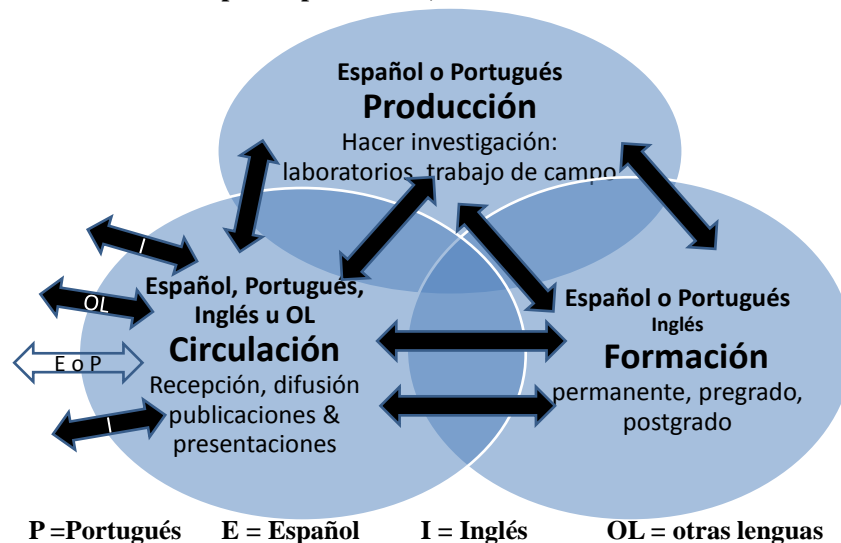 Español o Portugués
Producción
Hacer investigación:
laboratorios, trabajo de campo
I
OL
E o P
I
Español, Portugués,
Inglés u OL
Circulación
Recepción, difusión
publicaciones &
presentaciones
Español o Portugués
Inglés
Formación
permanente, pregrado,
postgrado
P =Portugués E = Español I = Inglés OL = otras lenguas